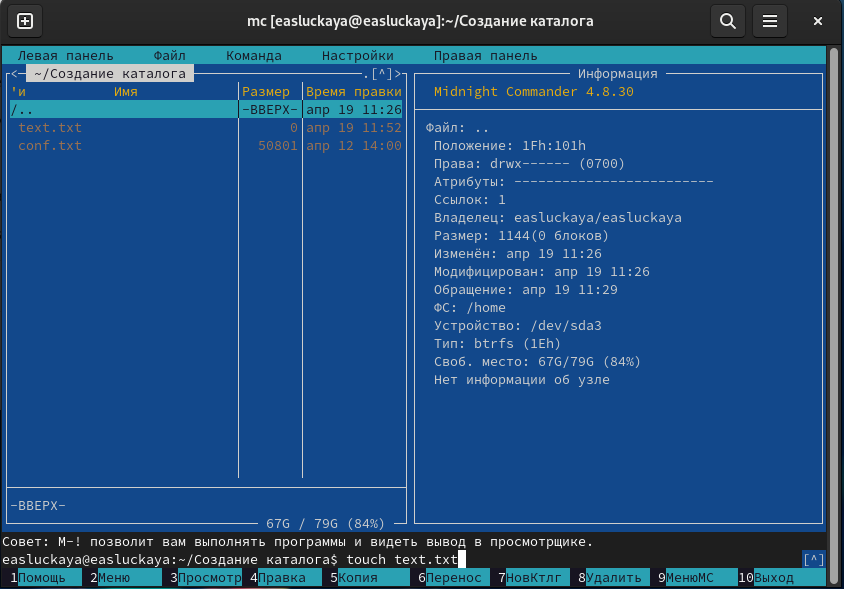 mc [easluckaya@easluckaya]:~/Создание каталога
Левая панель Файл Команда Настройки Правая панель
<─ ~/Создание каталога .[^]>
'и Имя Размер Время правки
/.. -ВВЕРХ- апр 19 11:26
text.txt 0 апр 19 11:52
conf.txt 50801 апр 12 14:00
-ВВЕРХ-
67G / 79G (84%)
Информация
Midnight Commander 4.8.30
Файл: ..
Положение: 1Fh:101h
Права: drwx------ (0700)
Атрибуты: -------------------------
Ссылок: 1
Владелец: easluckaya/easluckaya
Размер: 1144(0 блоков)
Изменён: апр 19 11:26
Модифицирован: апр 19 11:26
Обращение: апр 19 11:29
ФС: /home
Устройство: /dev/sda3
Тип: btrfs (1Eh)
Своб. место: 67G/79G (84%)
Нет информации об узле
Совет: M-! позволит вам выполнять программы и видеть вывод в просмотрщике.
easluckaya@easluckaya:~/Создание каталога$ touch text.txt [^]
1Помощь 2Меню 3Просмотр 4Правка 5Копия 6Перенос 7НовКтлг 8Удалить 9МенюMC 10Выход